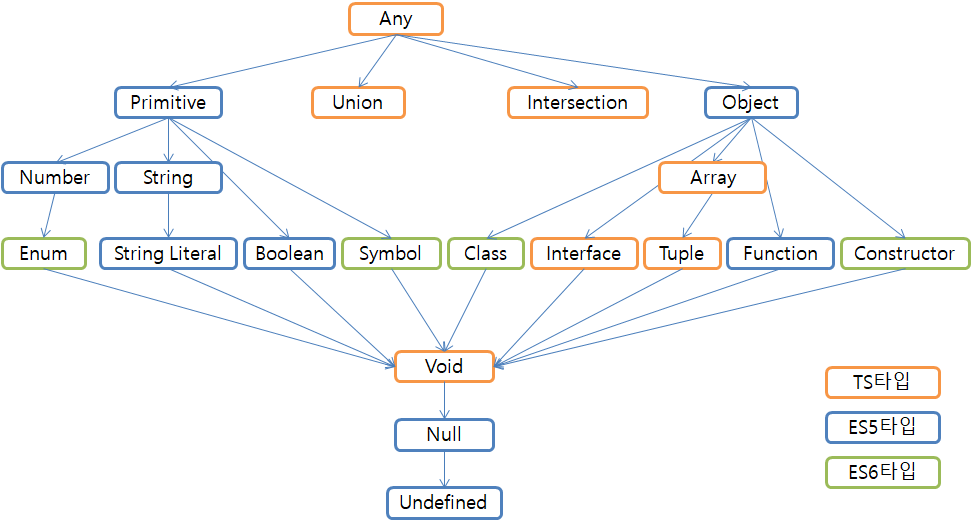 Any
Primitive
Union
Intersection
Object
Number
String
Array
Enum
String Literal
Boolean
Symbol
Class
Interface
Tuple
Function
Constructor
Void
Null
Undefined
TS타입
ES5타입
ES6타입